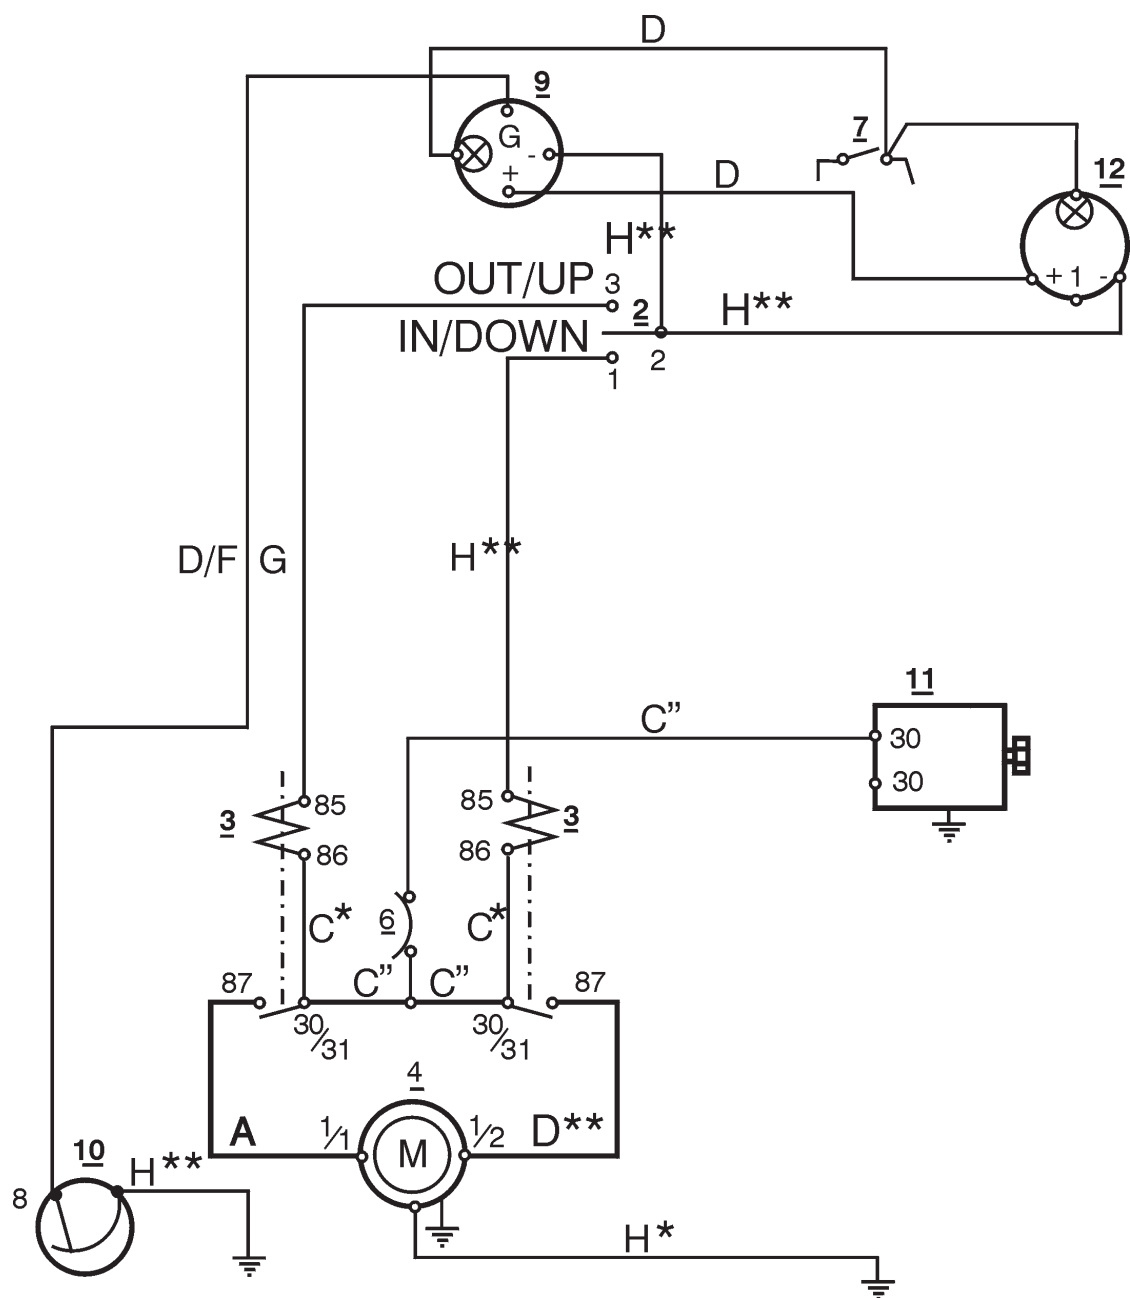 D
9
G
7
-
+
D
12
H**
+ 1 -
OUT/UP 3
2
H**
IN/DOWN
2
1
D/F G
H**
11
C”
30
30
85
85
3
3
86
86
C*
6
C*
87
C” C”
87
30/31
30/31
4
A
1/1
M
1/2
D**
10
H**
8
H*